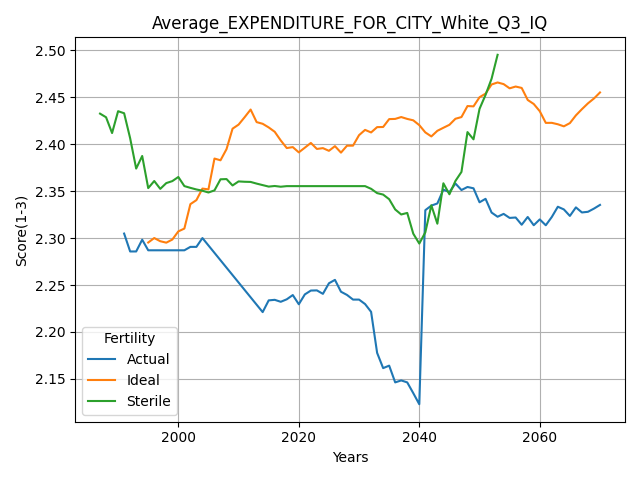 Average_EXPENDITURE_FOR_CITY_White_Q3_IQ
Score(1-3)
2.50
2.45
2.40
2.35
2.30
2.25
2.20
2.15
Fertility
Actual
Ideal
Sterile
2000
2020
2040
2060
Years